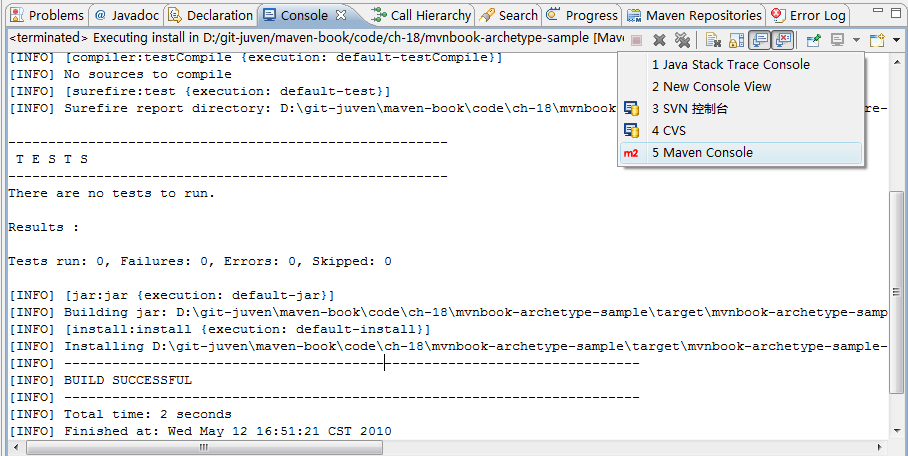 Problems @ Javadoc Declaration Console Call Hierarchy Search Progress Maven Repositories Error Log
<terminated> Executing install in D:/git-juven/maven-book/code/ch-18/mvnbook-archetype-sample [Mave
[INFO] [compiler:testCompile {execution: default-testCompile}]
1 Java Stack Trace Console
[INFO] No sources to compile
2 New Console View
[INFO] [surefire:test {execution: default-test}]
3 SVN 控制台
[INFO] Surefire report directory: D:\git-juven\maven-book\code\ch-18\mvnbook
re-
4 CVS
m2 5 Maven Console
-------------------------------------------------------
T E S T S
-------------------------------------------------------
There are no tests to run.
Results :
Tests run: 0, Failures: 0, Errors: 0, Skipped: 0
[INFO] [jar:jar {execution: default-jar}]
[INFO] Building jar: D:\git-juven\maven-book\code\ch-18\mvnbook-archetype-sample\target\mvnbook-archetype-samp
[INFO] [install:install {execution: default-install}]
[INFO] Installing D:\git-juven\maven-book\code\ch-18\mvnbook-archetype-sample\target\mvnbook-archetype-sample-
[INFO] ------------------------------------------------------------------------
[INFO] BUILD SUCCESSFUL
[INFO] ------------------------------------------------------------------------
[INFO] Total time: 2 seconds
[INFO] Finished at: Wed May 12 16:51:21 CST 2010